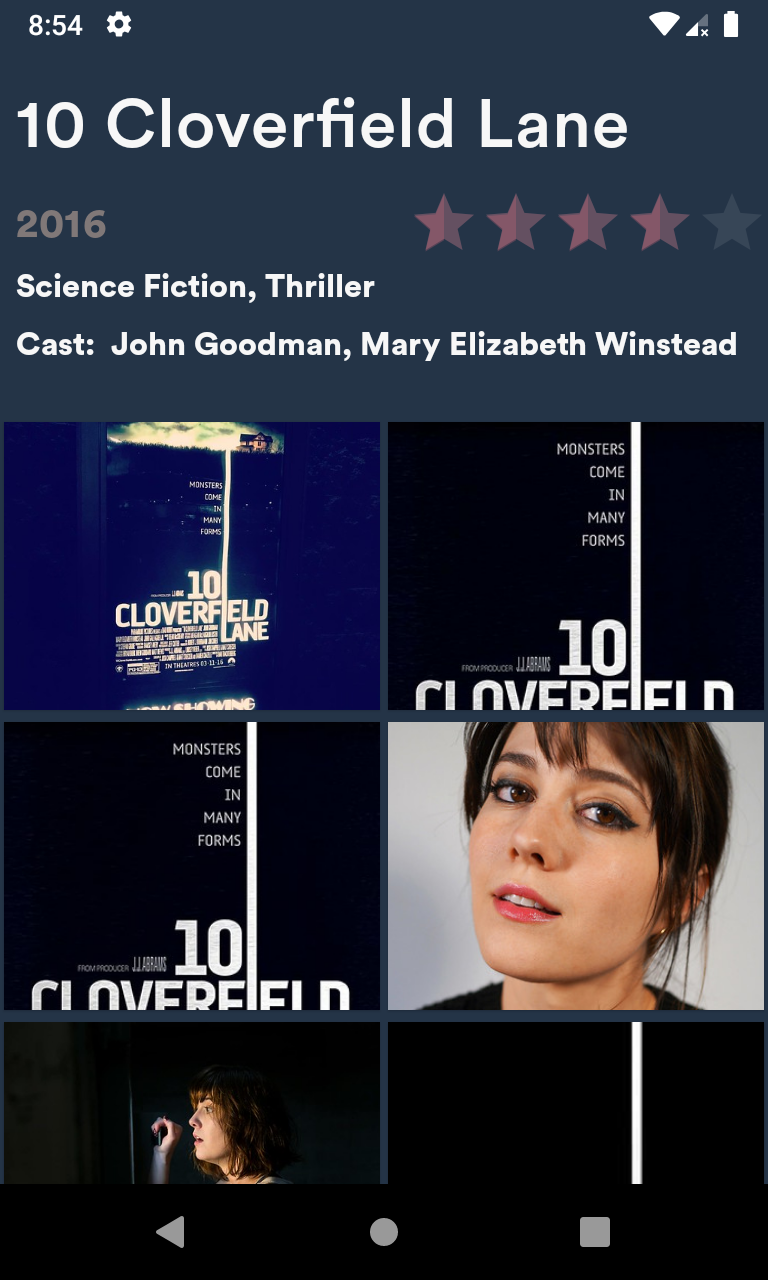 8:54
10 Cloverfield Lane
2016
Science Fiction, Thriller
Cast:  John Goodman, Mary Elizabeth Winstead
MONSTERS
COME
IN
MANY
FORMS
10
CLOVERFIELD
LANE
IN THEATRES 03·11·16
NOW SHOWING
MONSTERS
COME
IN
MANY
FORMS
FROM PRODUCER J.J. ABRAMS
10
CLOVERFIELD
MONSTERS
COME
IN
MANY
FORMS
FROM PRODUCER J.J. ABRAMS
10
CLOVERFIELD